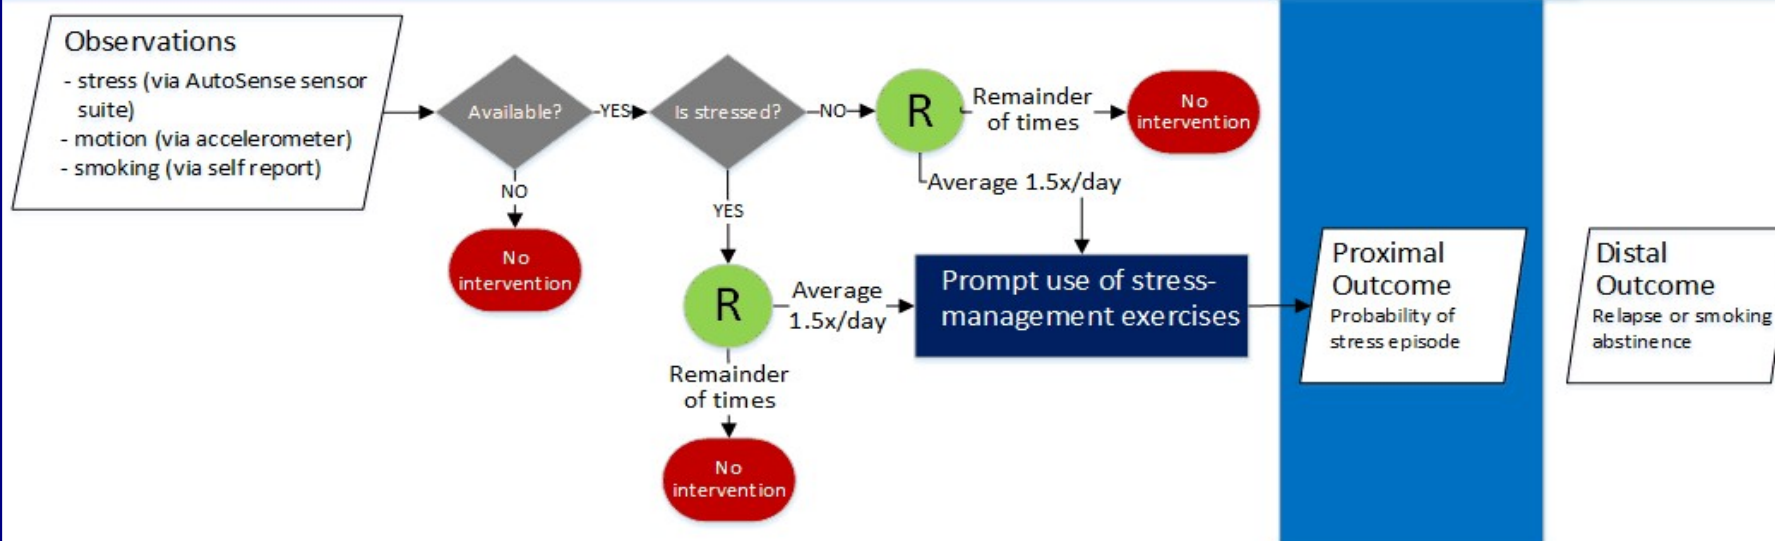 Observations
- stress (via AutoSense sensor
suite)
- motion (via accelerometer)
- smoking (via self report)
Available?
YES
Is stressed?
NO
R
Remainder
of times
No
intervention
NO
No
intervention
YES
Average 1.5x/day
R
Average
1.5x/day
Prompt use of stress-
management exercises
Remainder
of times
No
intervention
Proximal
Outcome
Probability of
stress episode
Distal
Outcome
Relapse or smoking
abstinence